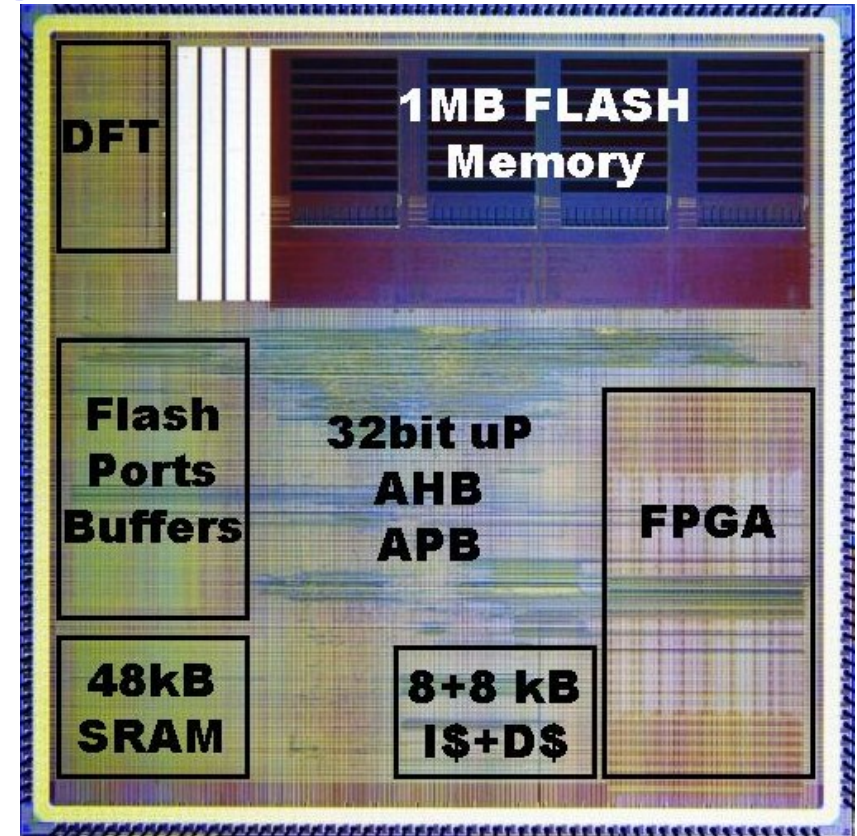 DFT
1MB FLASH
Memory
Flash
Ports
Buffers
32bit uP
AHB
APB
FPGA
48kB
SRAM
8+8 kB
I$+D$